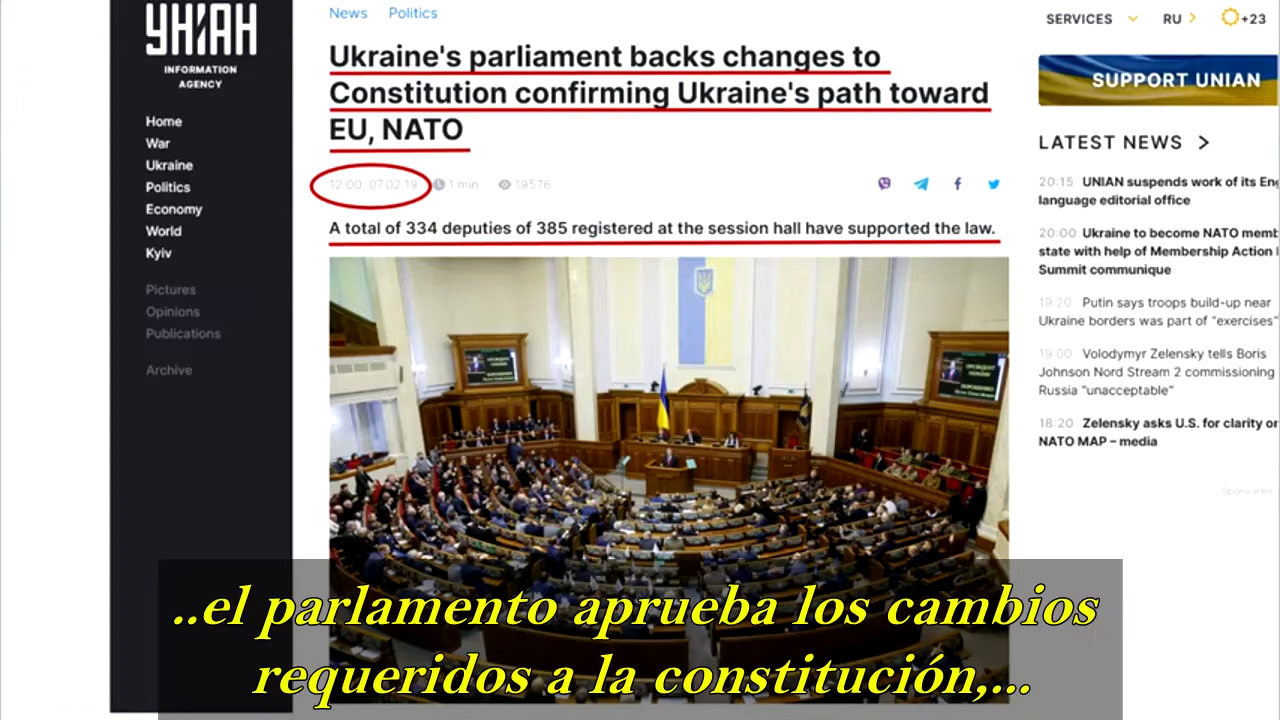 УНІАН
INFORMATION
AGENCY
Home
War
Ukraine
Politics
Economy
World
Kyiv
Pictures
Opinions
Publications
Archive
News Politics
Ukraine's parliament backs changes to
Constitution confirming Ukraine's path toward
EU, NATO
12:00, 07.02.19 1 min 19576
A total of 334 deputies of 385 registered at the session hall have supported the law.
SERVICES RU +23
SUPPORT UNIAN
LATEST NEWS
20:15 UNIAN suspends work of its
language editorial office
20:00 Ukraine to become NATO
state with help of Membership Action
Summit communique
19:20 Putin says troops build-up near
Ukraine borders was part of "exercises"
19:00 Volodymyr Zelensky tells Boris
Johnson Nord Stream 2 commissioning
Russia "unacceptable"
18:20 Zelensky asks U.S. for clarity
NATO MAP – media
Sponsored
..el parlamento aprueba los cambios
requeridos a la constitución,...